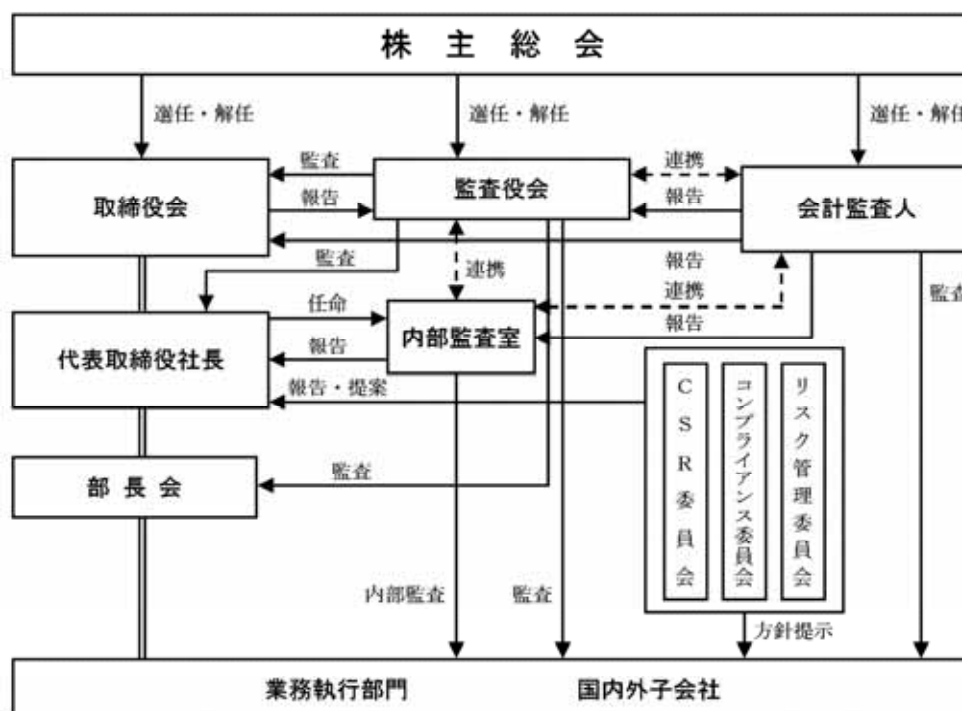 株主総会
選任・解任
選任・解任
選任・解任
監査
連携
取締役会
監査役会
会計監査人
報告
報告
監査
連携
報告
連携
監査
任命
内部監査室
報告
代表取締役社長
報告
報告・提案
CSR委員会
コンプライアンス委員会
リスク管理委員会
部長会
監査
内部監査
監査
方針提示
業務執行部門
国内外子会社